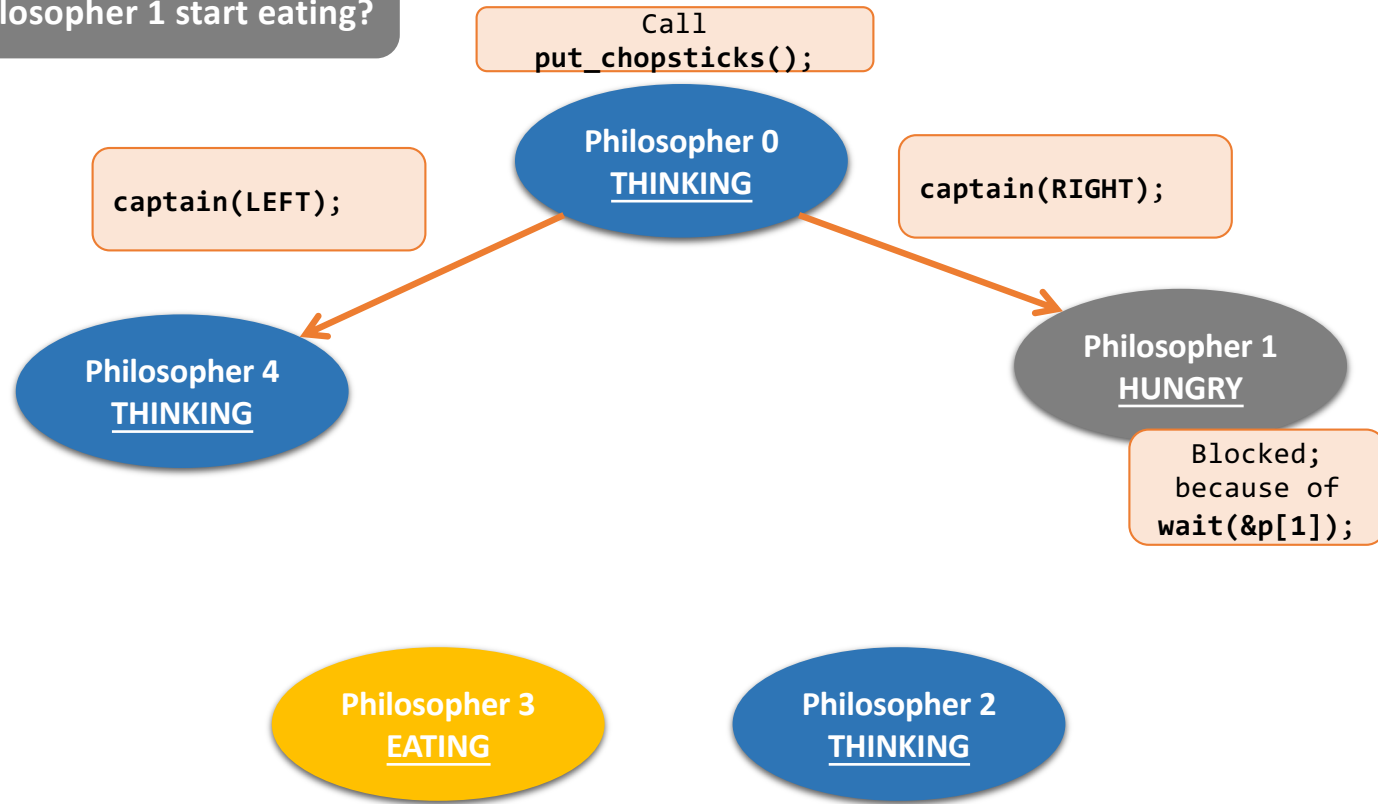 losopher 1 start eating?
Call
put_chopsticks();
Philosopher 0
THINKING
captain(LEFT);
captain(RIGHT);
Philosopher 4
THINKING
Philosopher 1
HUNGRY
Blocked;
because of
wait(&p[1]);
Philosopher 3
EATING
Philosopher 2
THINKING